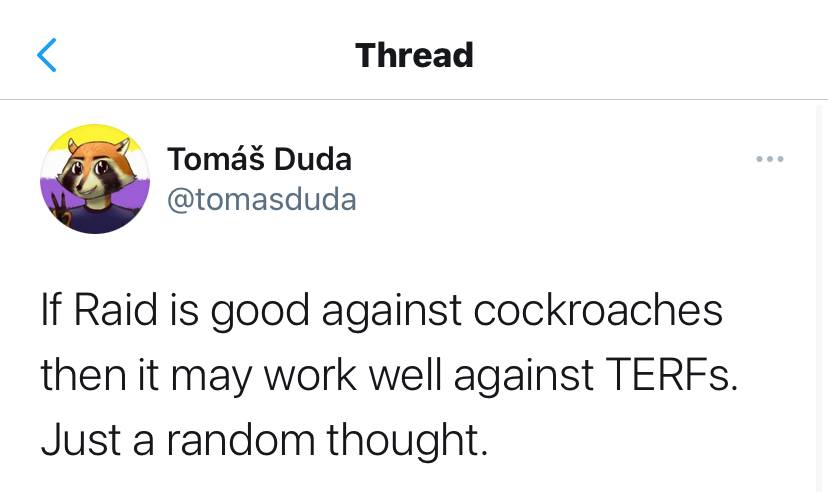 Thread
Tomáš Duda
@tomasduda
If Raid is good against cockroaches
then it may work well against TERFs.
Just a random thought.